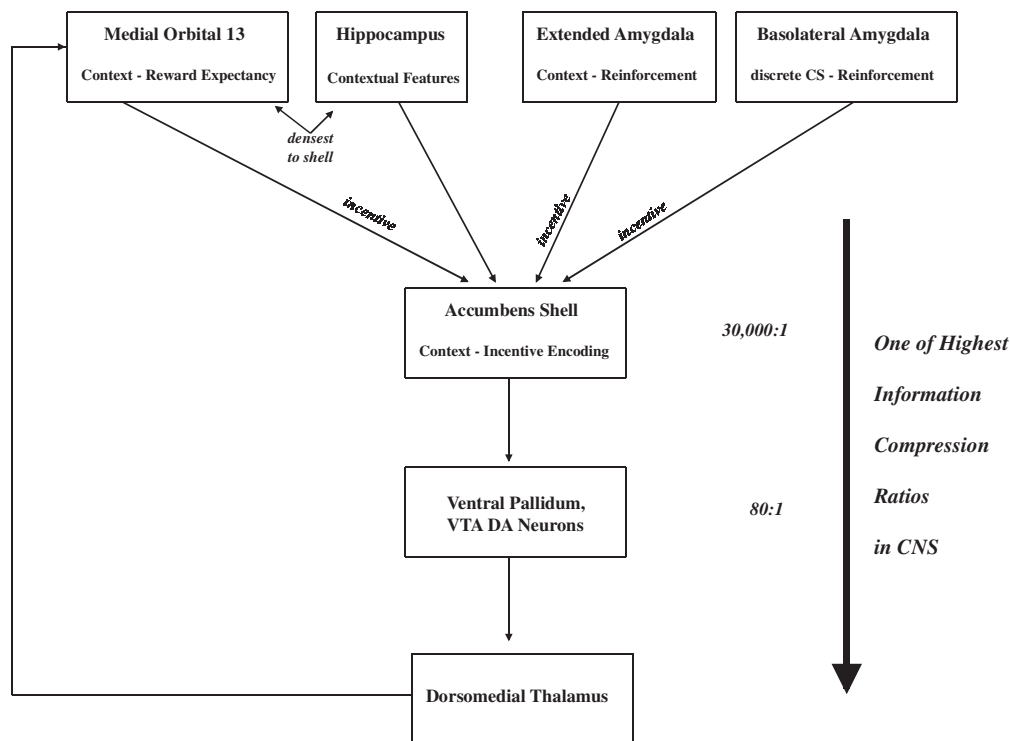 Medial Orbital 13
Context - Reward Expectancy
Hippocampus
Contextual Features
Extended Amygdala
Context - Reinforcement
Basolateral Amygdala
discrete CS - Reinforcement
densest
to shell
incentive
incentive
incentive
Accumbens Shell
Context - Incentive Encoding
30,000:1
Ventral Pallidum,
VTA DA Neurons
80:1
One of Highest
Information
Compression
Ratios
in CNS
Dorsomedial Thalamus